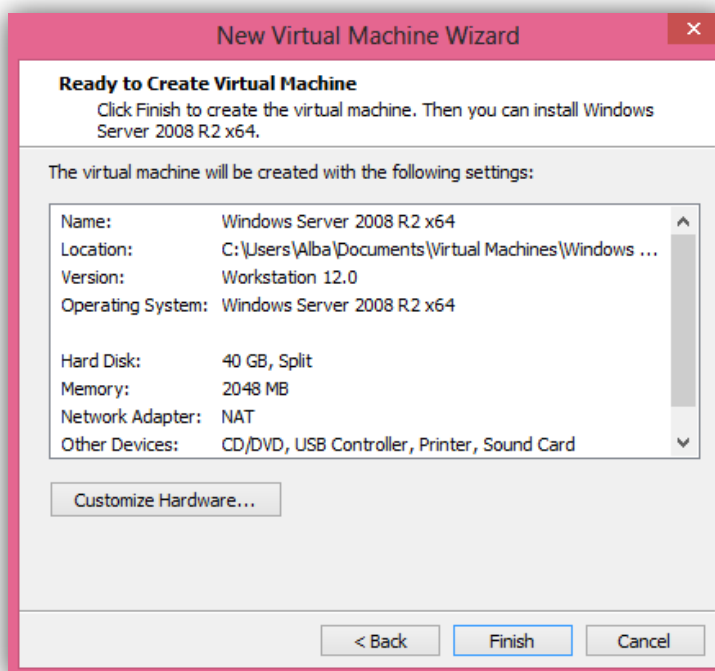 New Virtual Machine Wizard
Ready to Create Virtual Machine
Click Finish to create the virtual machine. Then you can install Windows
Server 2008 R2 x64.
The virtual machine will be created with the following settings:
Name: Windows Server 2008 R2 x64
Location: C:\Users\Alba\Documents\Virtual Machines\Windows ...
Version: Workstation 12.0
Operating System: Windows Server 2008 R2 x64
Hard Disk: 40 GB, Split
Memory: 2048 MB
Network Adapter: NAT
Other Devices: CD/DVD, USB Controller, Printer, Sound Card
Customize Hardware...
< Back Finish Cancel